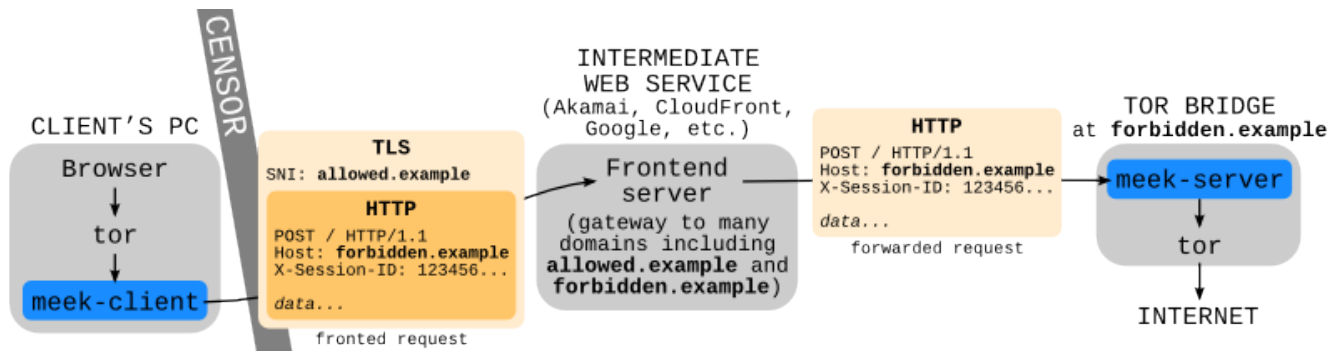 CLIENT'S PC
Browser
tor
meek-client
CENSOR
TLS
SNI: allowed.example
HTTP
POST / HTTP/1.1
Host: forbidden.example
X-Session-ID: 123456...
data...
fronted request
INTERMEDIATE
WEB SERVICE
(Akamai, CloudFront,
Google, etc.)
Frontend
server
(gateway to many
domains including
allowed.example and
forbidden.example)
HTTP
POST / HTTP/1.1
Host: forbidden.example
X-Session-ID: 123456...
data...
forwarded request
TOR BRIDGE
at forbidden.example
meek-server
tor
INTERNET